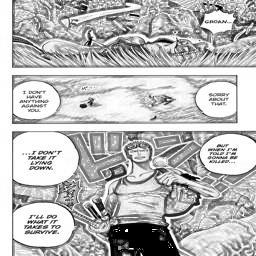 GROAN...
SORRY
ABOUT
THAT.
I DON'T
HAVE
ANYTHING
AGAINST
YOU.
BUT
WHEN I'M
TOLD I'M
GONNA BE
KILLED...
...I DON'T
TAKE IT
LYING
DOWN.
I'LL DO
WHAT IT
TAKES TO
SURVIVE.